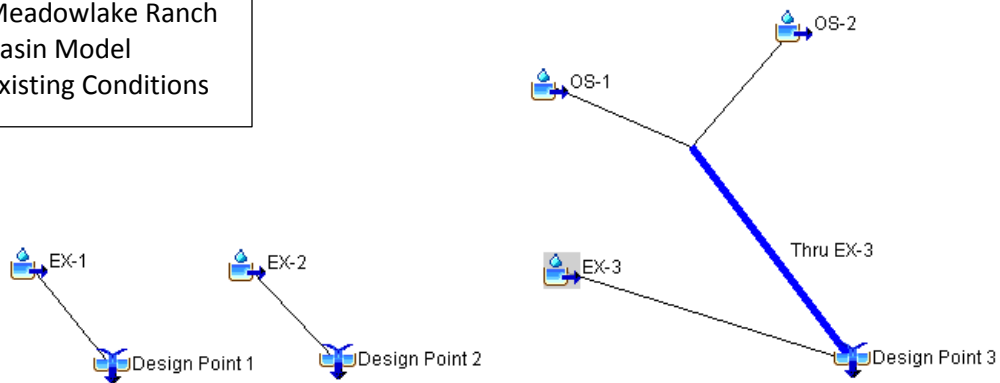 Meadowlake Ranch
asin Model
xisting Conditions
OS-2
OS-1
Thru EX-3
EX-1
EX-2
EX-3
Design Point 1
Design Point 2
Design Point 3